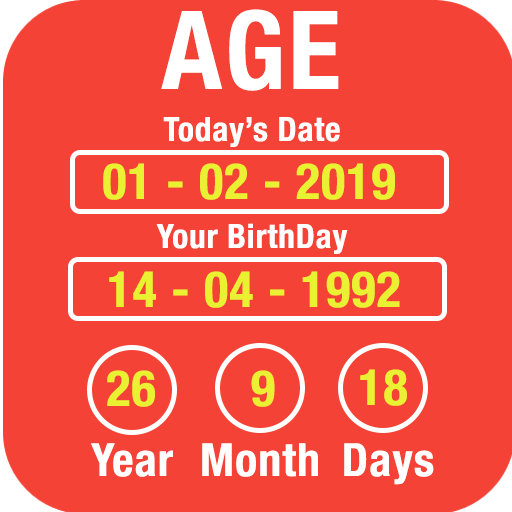 AGE
Today's Date
01 - 02 - 2019
Your BirthDay
14 - 04 - 1992
26 9 18
Year Month Days